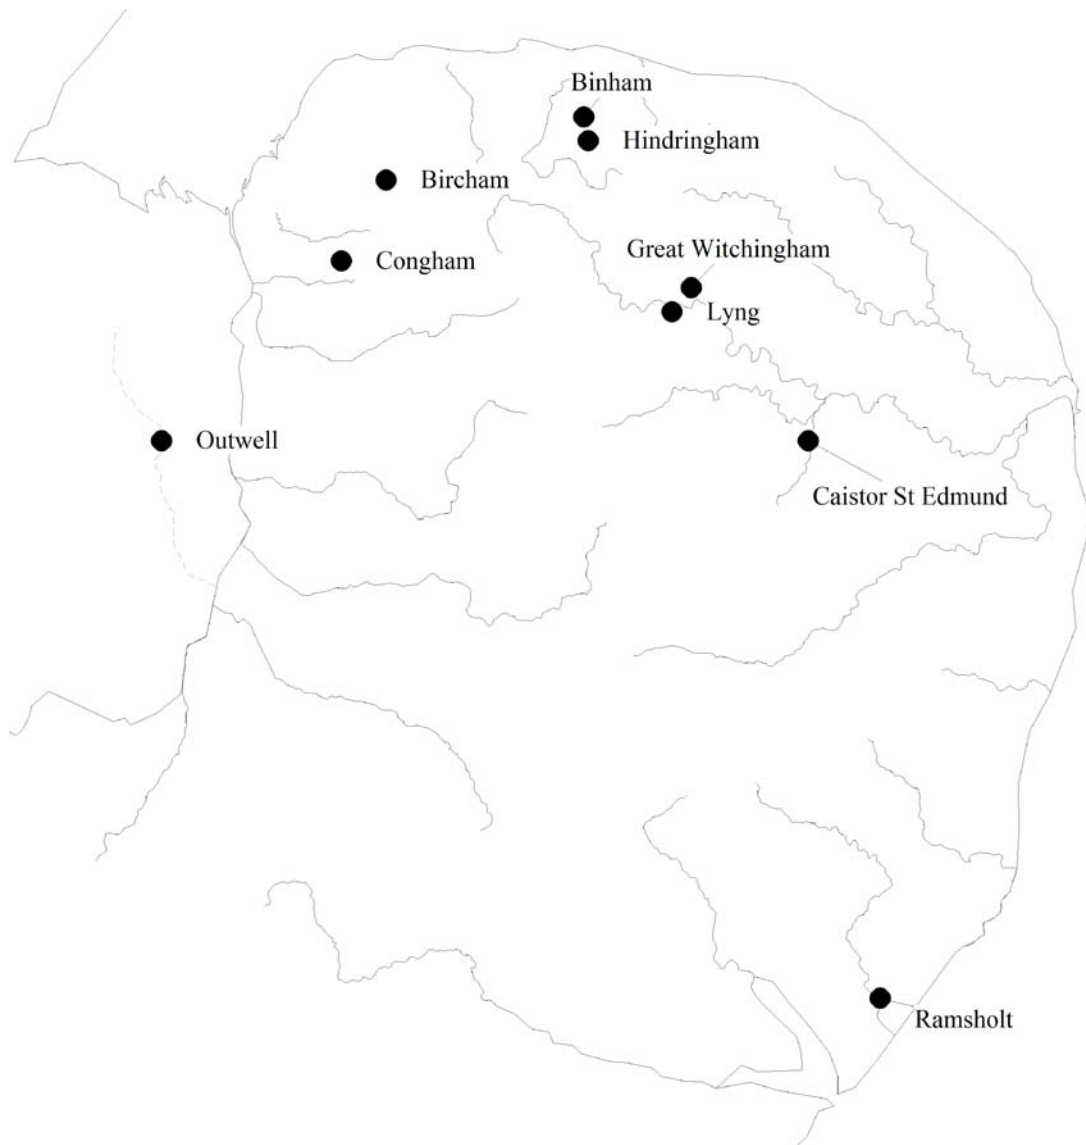 Binham
Hindringham
Bircham
Great Witchingham
Congham
Lyng
Outwell
Caistor St Edmund
Ramsholt